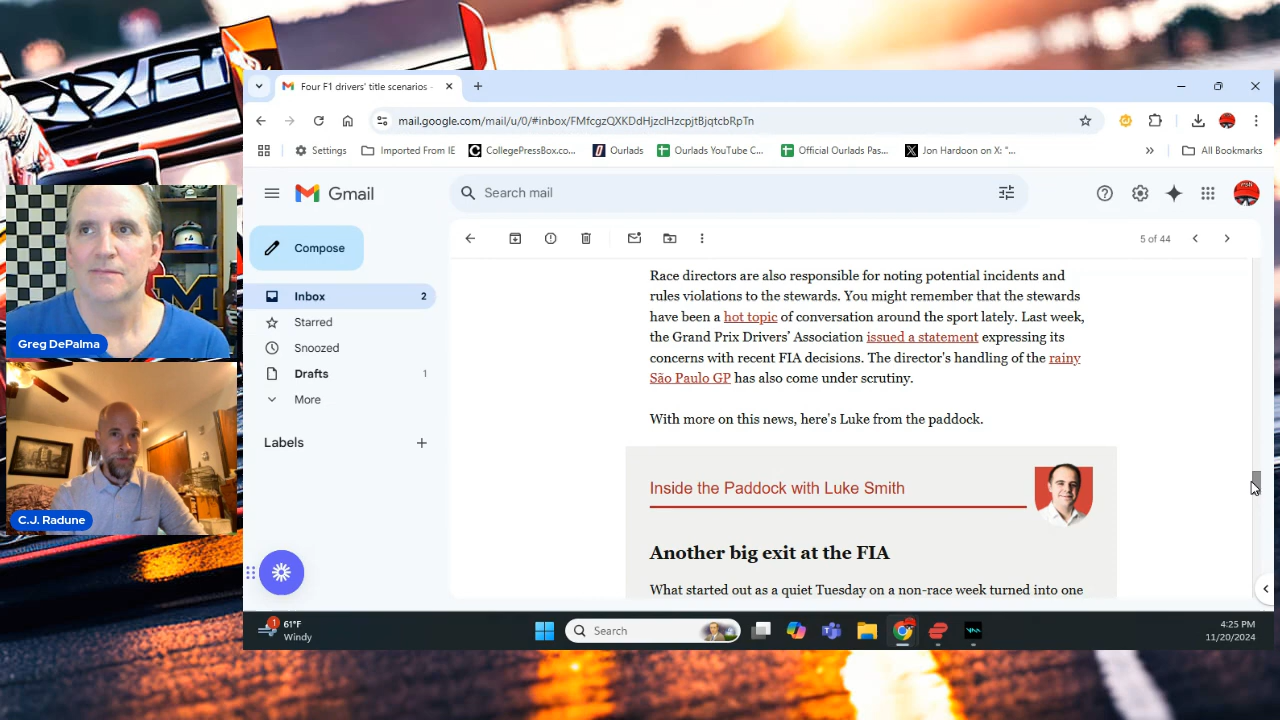 Four F1 drivers' title scenarios -
mail.google.com/mail/u/0/#inbox/FMfcgzQXKDdHjzclHzcpjtBjqtcbRpTn
Settings
Imported From IE
CollegePressBox.co...
Ourlads
Ourlads YouTube C...
Official Ourlads Pas...
Jon Hardoon on X: "...
»
All Bookmarks
Gmail
Search mail
Compose
5 of 44
Inbox
2
Starred
Snoozed
Drafts
1
More
Labels
Race directors are also responsible for noting potential incidents and
rules violations to the stewards. You might remember that the stewards
have been a hot topic of conversation around the sport lately. Last week,
the Grand Prix Drivers' Association issued a statement expressing its
concerns with recent FIA decisions. The director's handling of the rainy
São Paulo GP has also come under scrutiny.
With more on this news, here's Luke from the paddock.
Inside the Paddock with Luke Smith
Another big exit at the FIA
What started out as a quiet Tuesday on a non-race week turned into one
M
Greg DePalma
C.J. Radune
1
61°F
Windy
Search
4:25 PM
11/20/2024